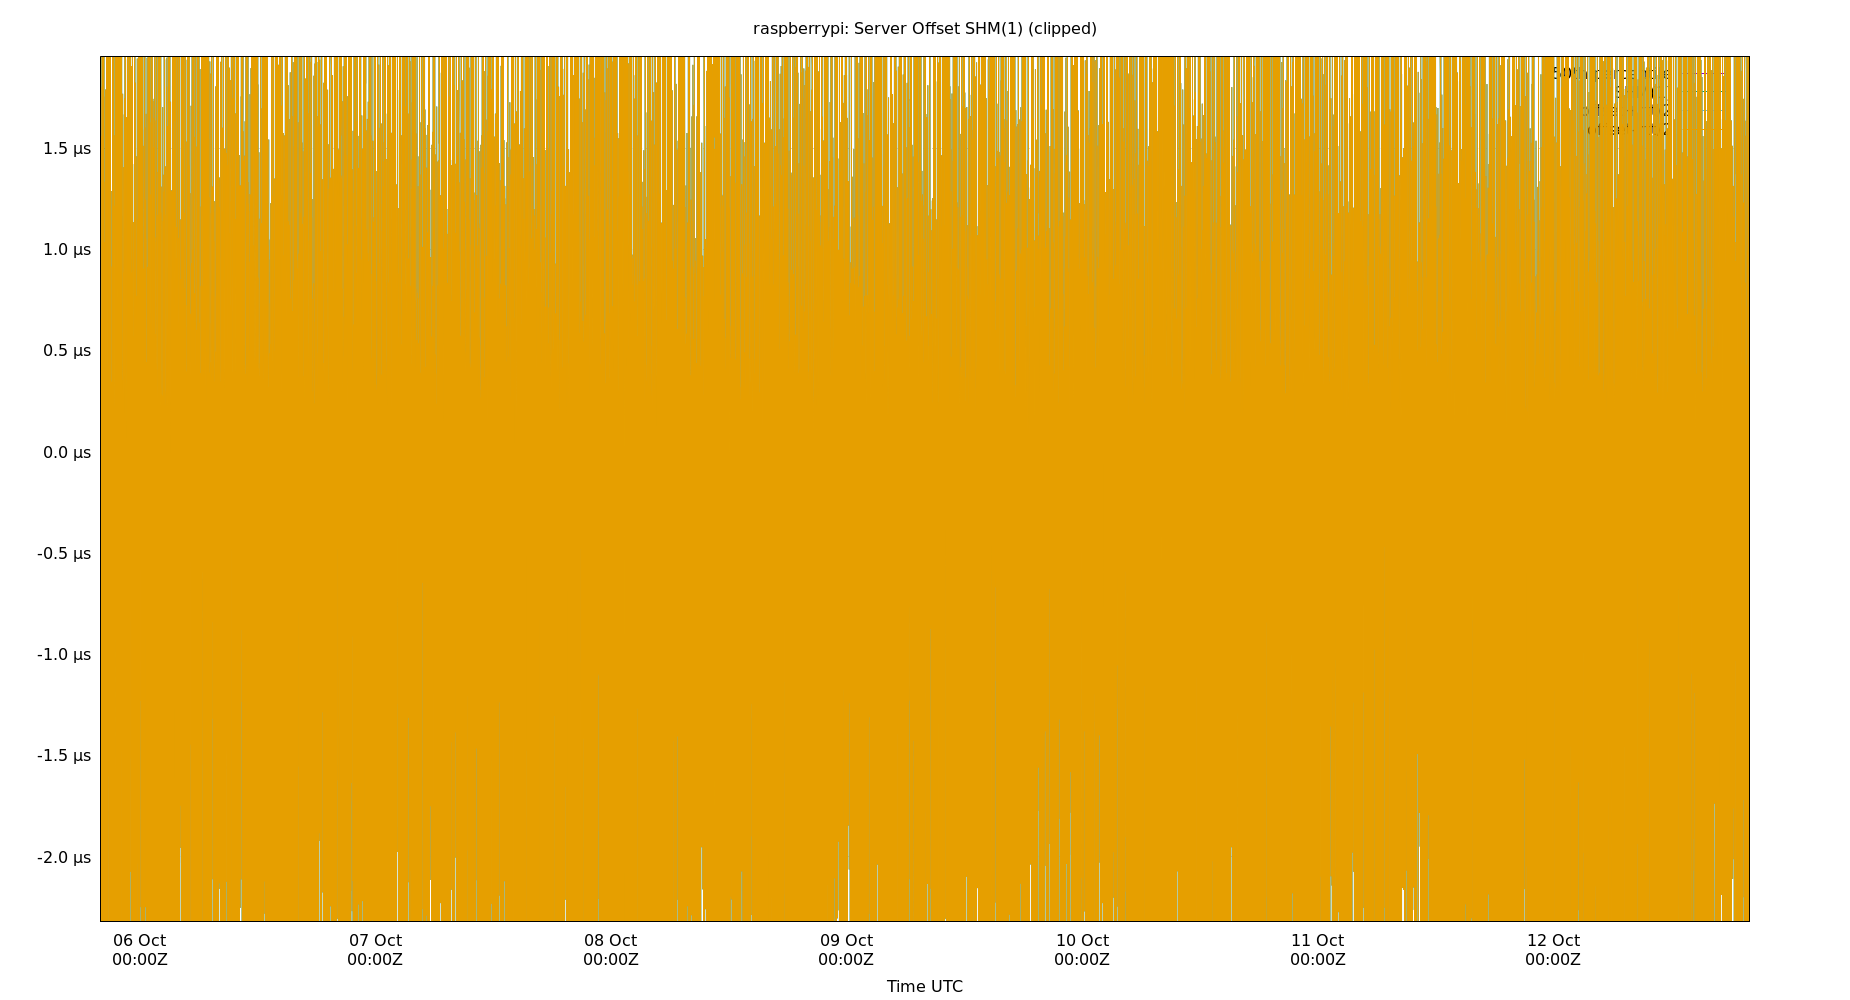 raspberrypi: Server Offset SHM(1) (clipped)
1.5 µs
1.0 µs
0.5 µs
0.0 µs
-0.5 µs
-1.0 µs
-1.5 µs
-2.0 µs
06 Oct 07 Oct 08 Oct 09 Oct 10 Oct 11 Oct 12 Oct
00:00Z 00:00Z 00:00Z 00:00Z 00:00Z 00:00Z 00:00Z
Time UTC